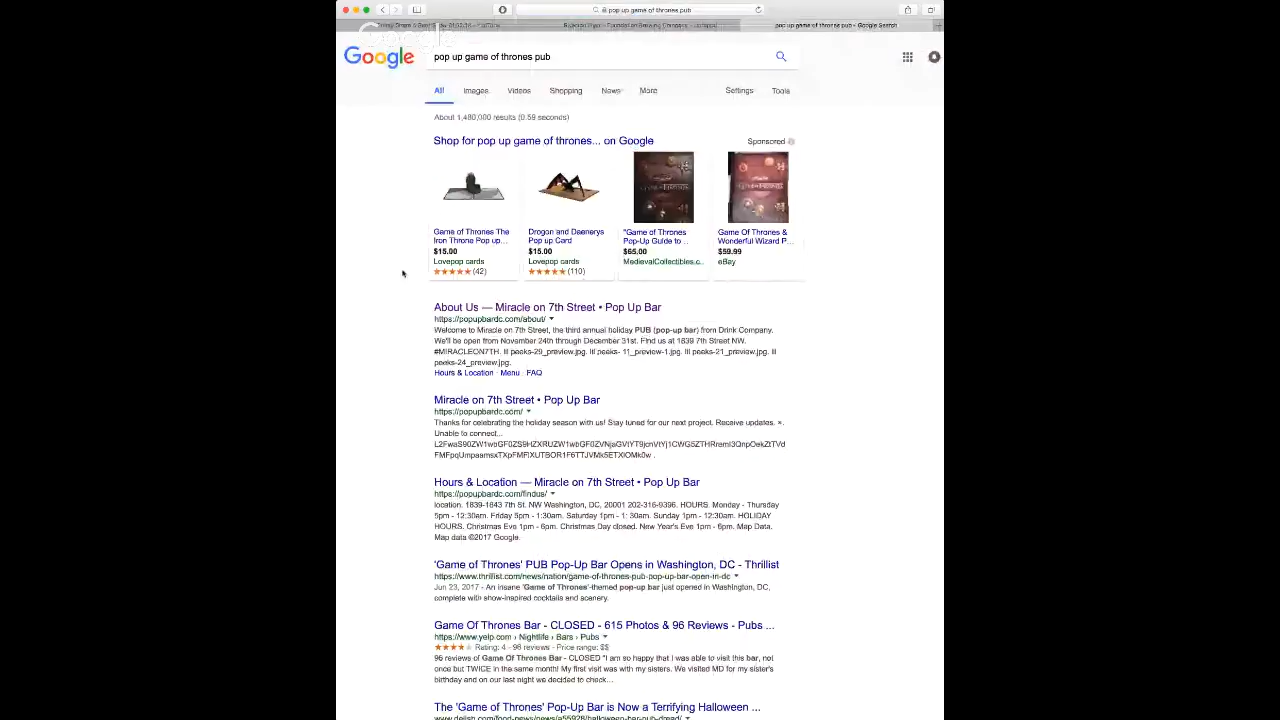 pop up game of thrones pub
pop up game of thrones pub - Google Search
Google
pop up game of thrones pub
All Images Videos Shopping News More Settings Tools
About 1,480,000 results (0.59 seconds)
Shop for pop up game of thrones... on Google
Sponsored
Game of Thrones The
Iron Throne Pop up...
$15.00
Lovepop cards
★★★★★ (42)
Drogon and Daenerys
Pop up Card
$15.00
Lovepop cards
★★★★★ (110)
"Game of Thrones
Pop-Up Guide to ..
$65.00
MedievalCollectibles.c..
Game Of Thrones &
Wonderful Wizard P...
$59.99
eBay
About Us — Miracle on 7th Street • Pop Up Bar
https://popupbardc.com/about/
Welcome to Miracle on 7th Street, the third annual holiday PUB (pop-up bar) from Drink Company.
We'll be open from November 24th through December 31st. Find us at 1839 7th Street NW.
#MIRACLEON7TH. lil peeks-29_preview.jpg. lil peeks- 11_preview-1.jpg. lil peeks-21_preview.jpg. lil
peeks-24_preview.jpg.
Hours & Location · Menu · FAQ
Miracle on 7th Street • Pop Up Bar
https://popupbardc.com/
Thanks for celebrating the holiday season with us! Stay tuned for our next project. Receive updates. ×.
Unable to connect...
Hours & Location — Miracle on 7th Street • Pop Up Bar
https://popupbardc.com/findus/
location. 1839-1843 7th St. NW Washington, DC, 20001 202-316-9396. HOURS. Monday - Thursday
5pm - 12:30am. Friday 5pm - 1:30am. Saturday 1pm - 1: 30am. Sunday 1pm - 12:30am. HOLIDAY
HOURS. Christmas Eve 1pm - 6pm. Christmas Day closed. New Year's Eve 1pm - 6pm. Map Data.
Map data ©2017 Google.
'Game of Thrones' PUB Pop-Up Bar Opens in Washington, DC - Thrillist
https://www.thrillist.com/news/nation/game-of-thrones-pub-pop-up-bar-open-in-dc
Jun 23, 2017 - An insane 'Game of Thrones'-themed pop-up bar just opened in Washington, DC,
complete with show-inspired cocktails and scenery.
Game Of Thrones Bar - CLOSED - 615 Photos & 96 Reviews - Pubs ...
https://www.yelp.com › Nightlife › Bars › Pubs
★★★★★ Rating: 4 - 96 reviews - Price range: $$
96 reviews of Game Of Thrones Bar - CLOSED "I am so happy that I was able to visit this bar, not
once but TWICE in the same month! My first visit was with my sisters. We visited MD for my sister's
birthday and on our last night we decided to check...
The 'Game of Thrones' Pop-Up Bar is Now a Terrifying Halloween ...
www.delish.com/food-news/news/a55928/halloween-bar-pub-dread/